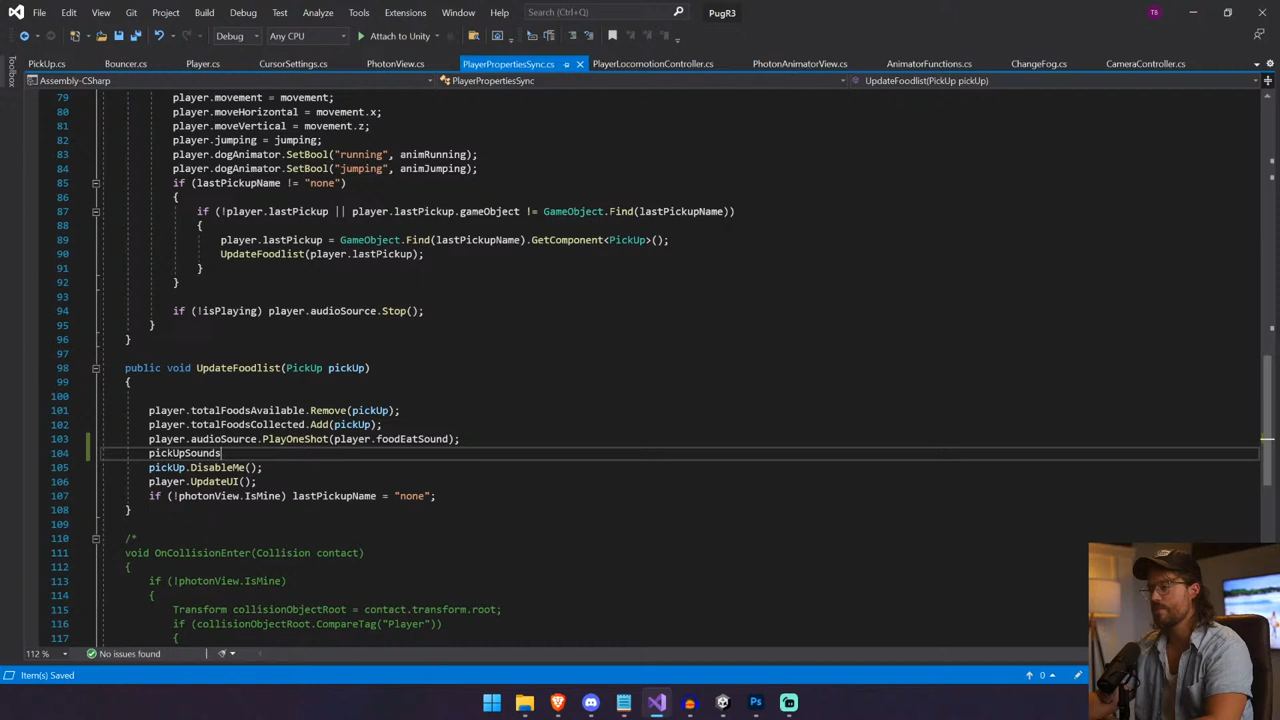 File Edit View Git Project Build Debug Test Analyze Tools Extensions Window Help Search (Ctrl+Q) PugR3 TB
Debug Any CPU Attach to Unity
PickUp.cs Bouncer.cs Player.cs CursorSettings.cs PhotonView.cs PlayerPropertiesSync.cs PlayerLocomotionController.cs PhotonAnimatorView.cs AnimatorFunctions.cs ChangeFog.cs CameraController.cs
Toolbox
Assembly-CSharp PlayerPropertiesSync UpdateFoodlist(PickUp pickUp)
79 player.movement = movement;
80 player.moveHorizontal = movement.x;
81 player.moveVertical = movement.z;
82 player.jumping = jumping;
83 player.dogAnimator.SetBool("running", animRunning);
84 player.dogAnimator.SetBool("jumping", animJumping);
85 if (lastPickupName != "none")
86 {
87 if (!player.lastPickup || player.lastPickup.gameObject != GameObject.Find(lastPickupName))
88 {
89 player.lastPickup = GameObject.Find(lastPickupName).GetComponent<PickUp>();
90 UpdateFoodlist(player.lastPickup);
91 }
92 }
93
94 if (!isPlaying) player.audioSource.Stop();
95 }
96 }
97
98 public void UpdateFoodlist(PickUp pickUp)
99 {
100
101 player.totalFoodsAvailable.Remove(pickUp);
102 player.totalFoodsCollected.Add(pickUp);
103 player.audioSource.PlayOneShot(player.foodEatSound);
104 pickUpSounds
105 pickUp.DisableMe();
106 player.UpdateUI();
107 if (!photonView.IsMine) lastPickupName = "none";
108 }
109
110 /*
111 void OnCollisionEnter(Collision contact)
112 {
113 if (!photonView.IsMine)
114 {
115 Transform collisionObjectRoot = contact.transform.root;
116 if (collisionObjectRoot.CompareTag("Player"))
117 {
112 % No issues found
Item(s) Saved 0